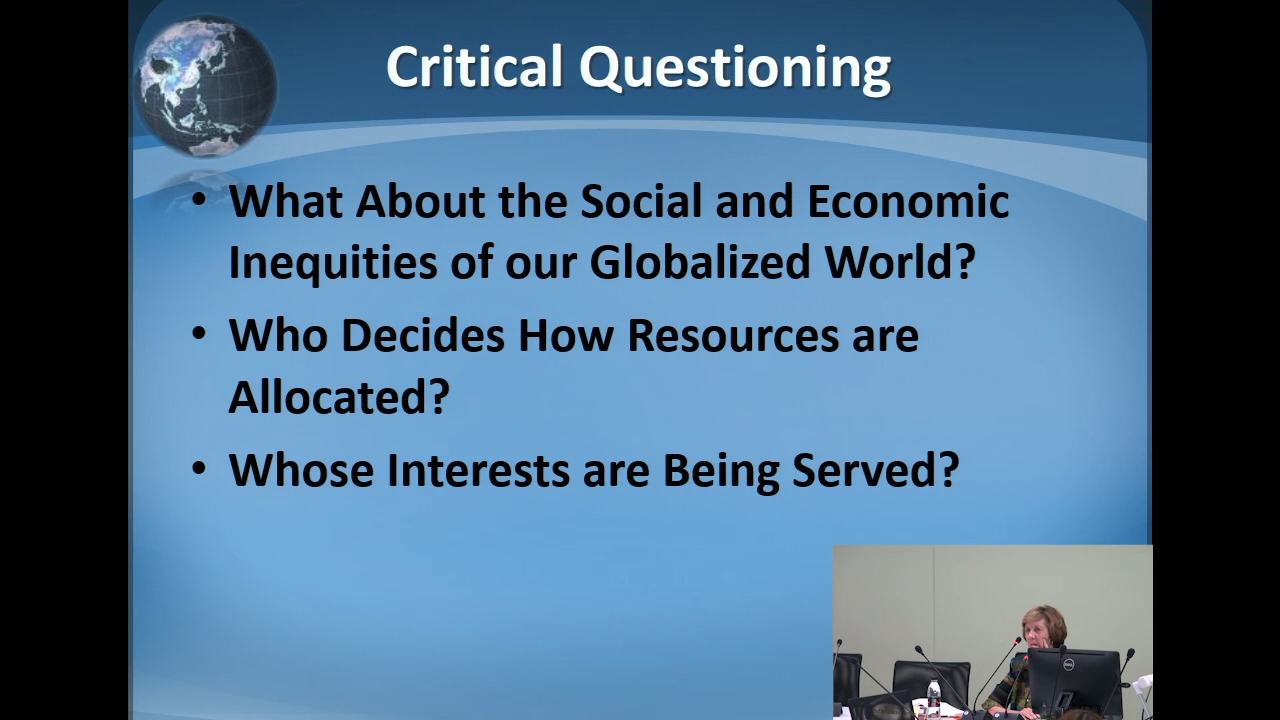 Critical Questioning
• What About the Social and Economic
Inequities of our Globalized World?
• Who Decides How Resources are
Allocated?
• Whose Interests are Being Served?
DELL